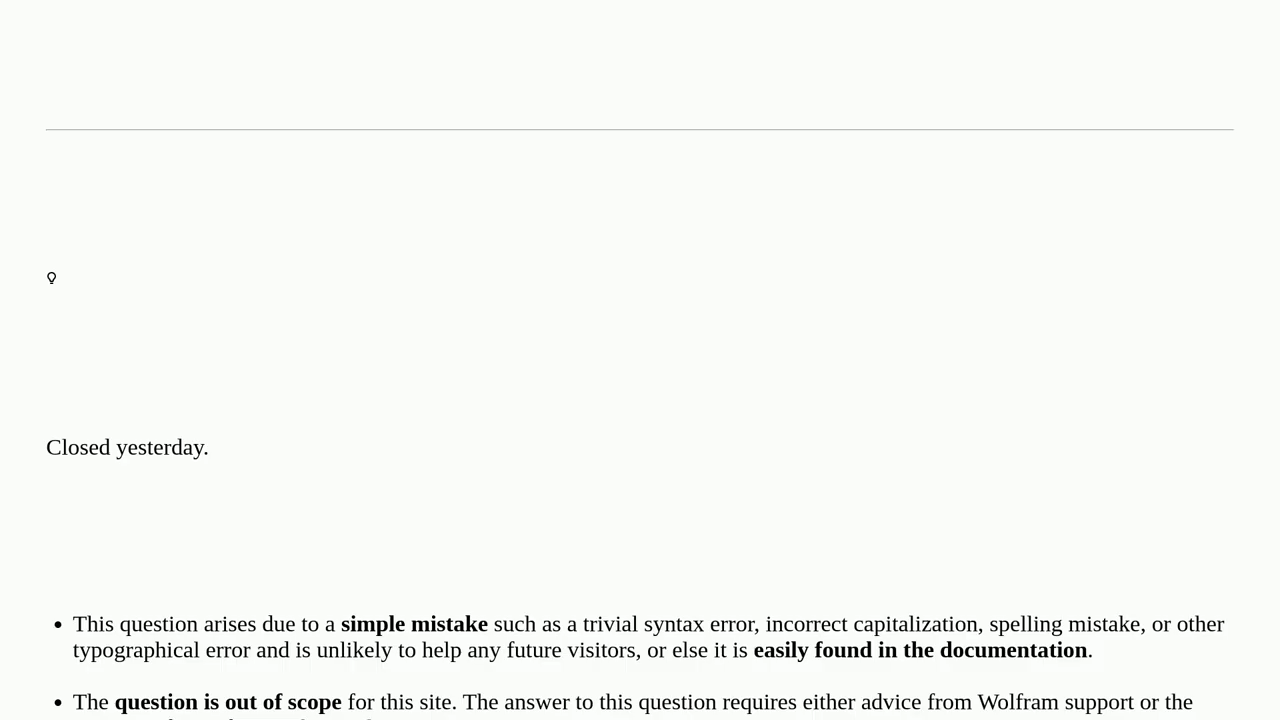 Closed yesterday.
This question arises due to a simple mistake such as a trivial syntax error, incorrect capitalization, spelling mistake, or other
typographical error and is unlikely to help any future visitors, or else it is easily found in the documentation.
The question is out of scope for this site. The answer to this question requires either advice from Wolfram support or the